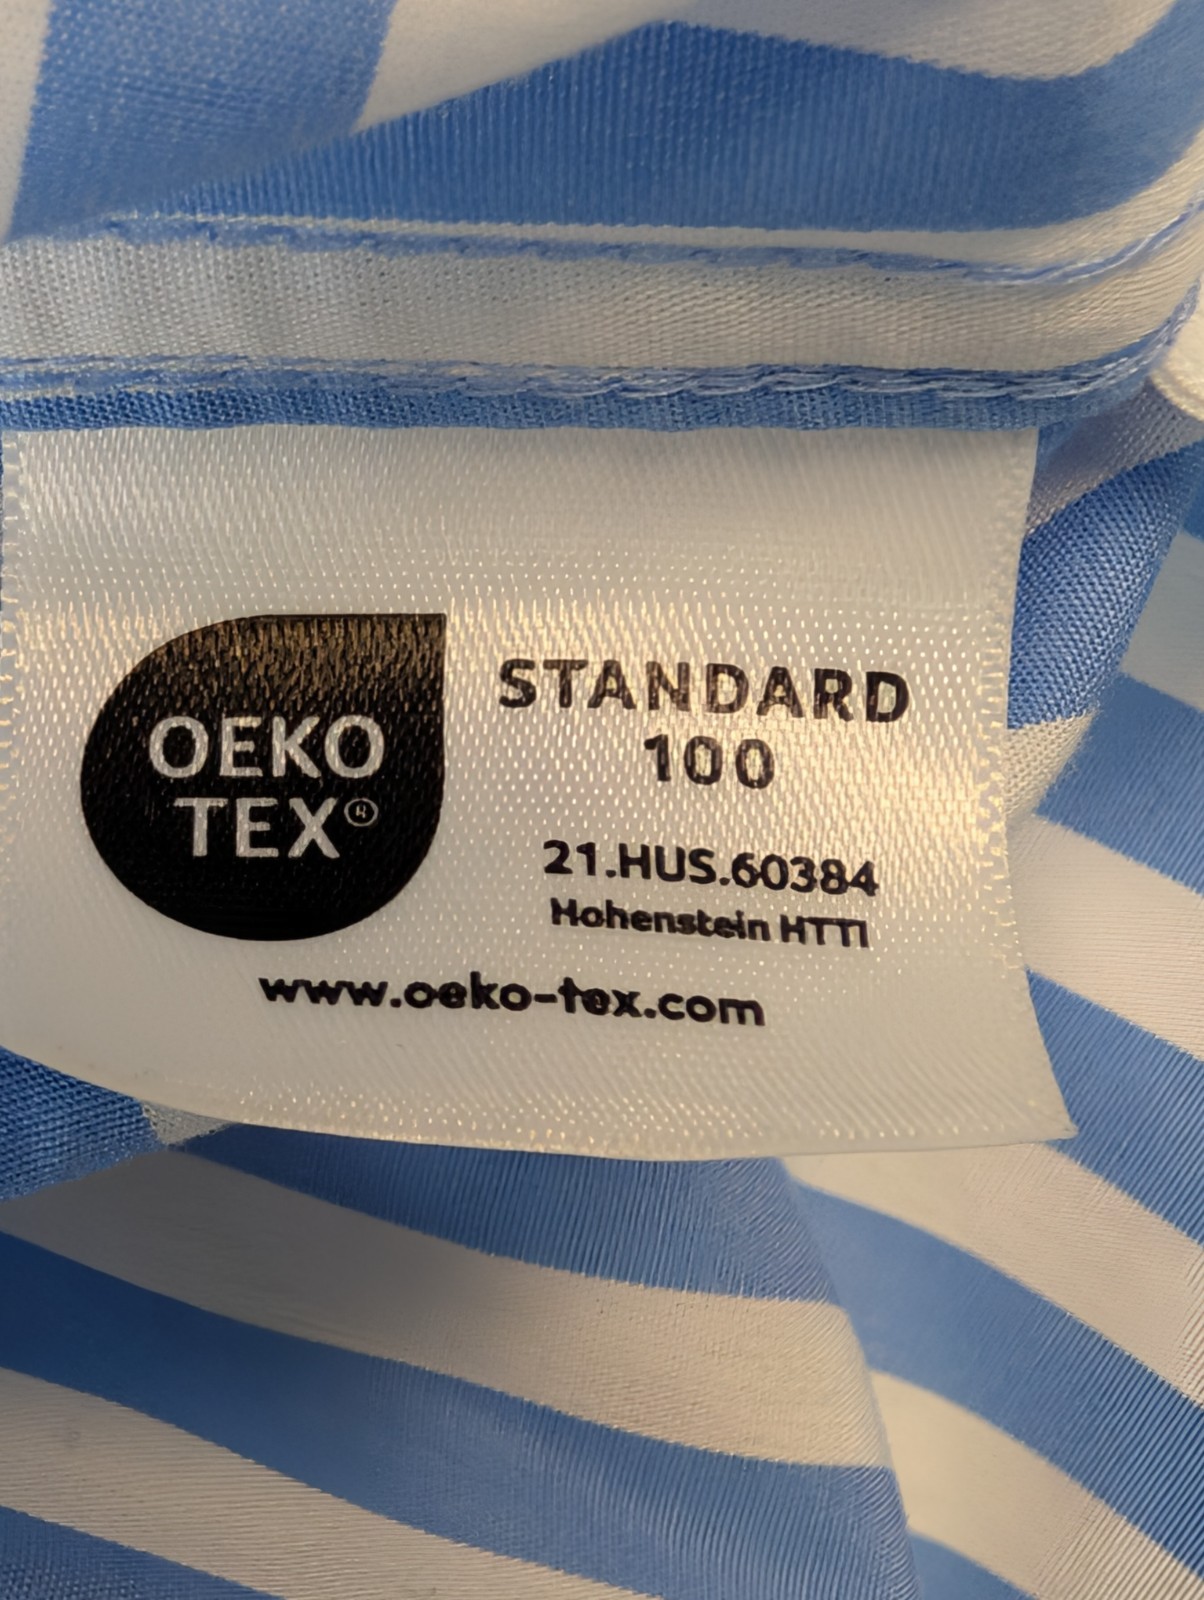 OEKO
TEX®
STANDARD
100
21.HUS.60384
Hohenstein HTTI
www.oeko-tex.com